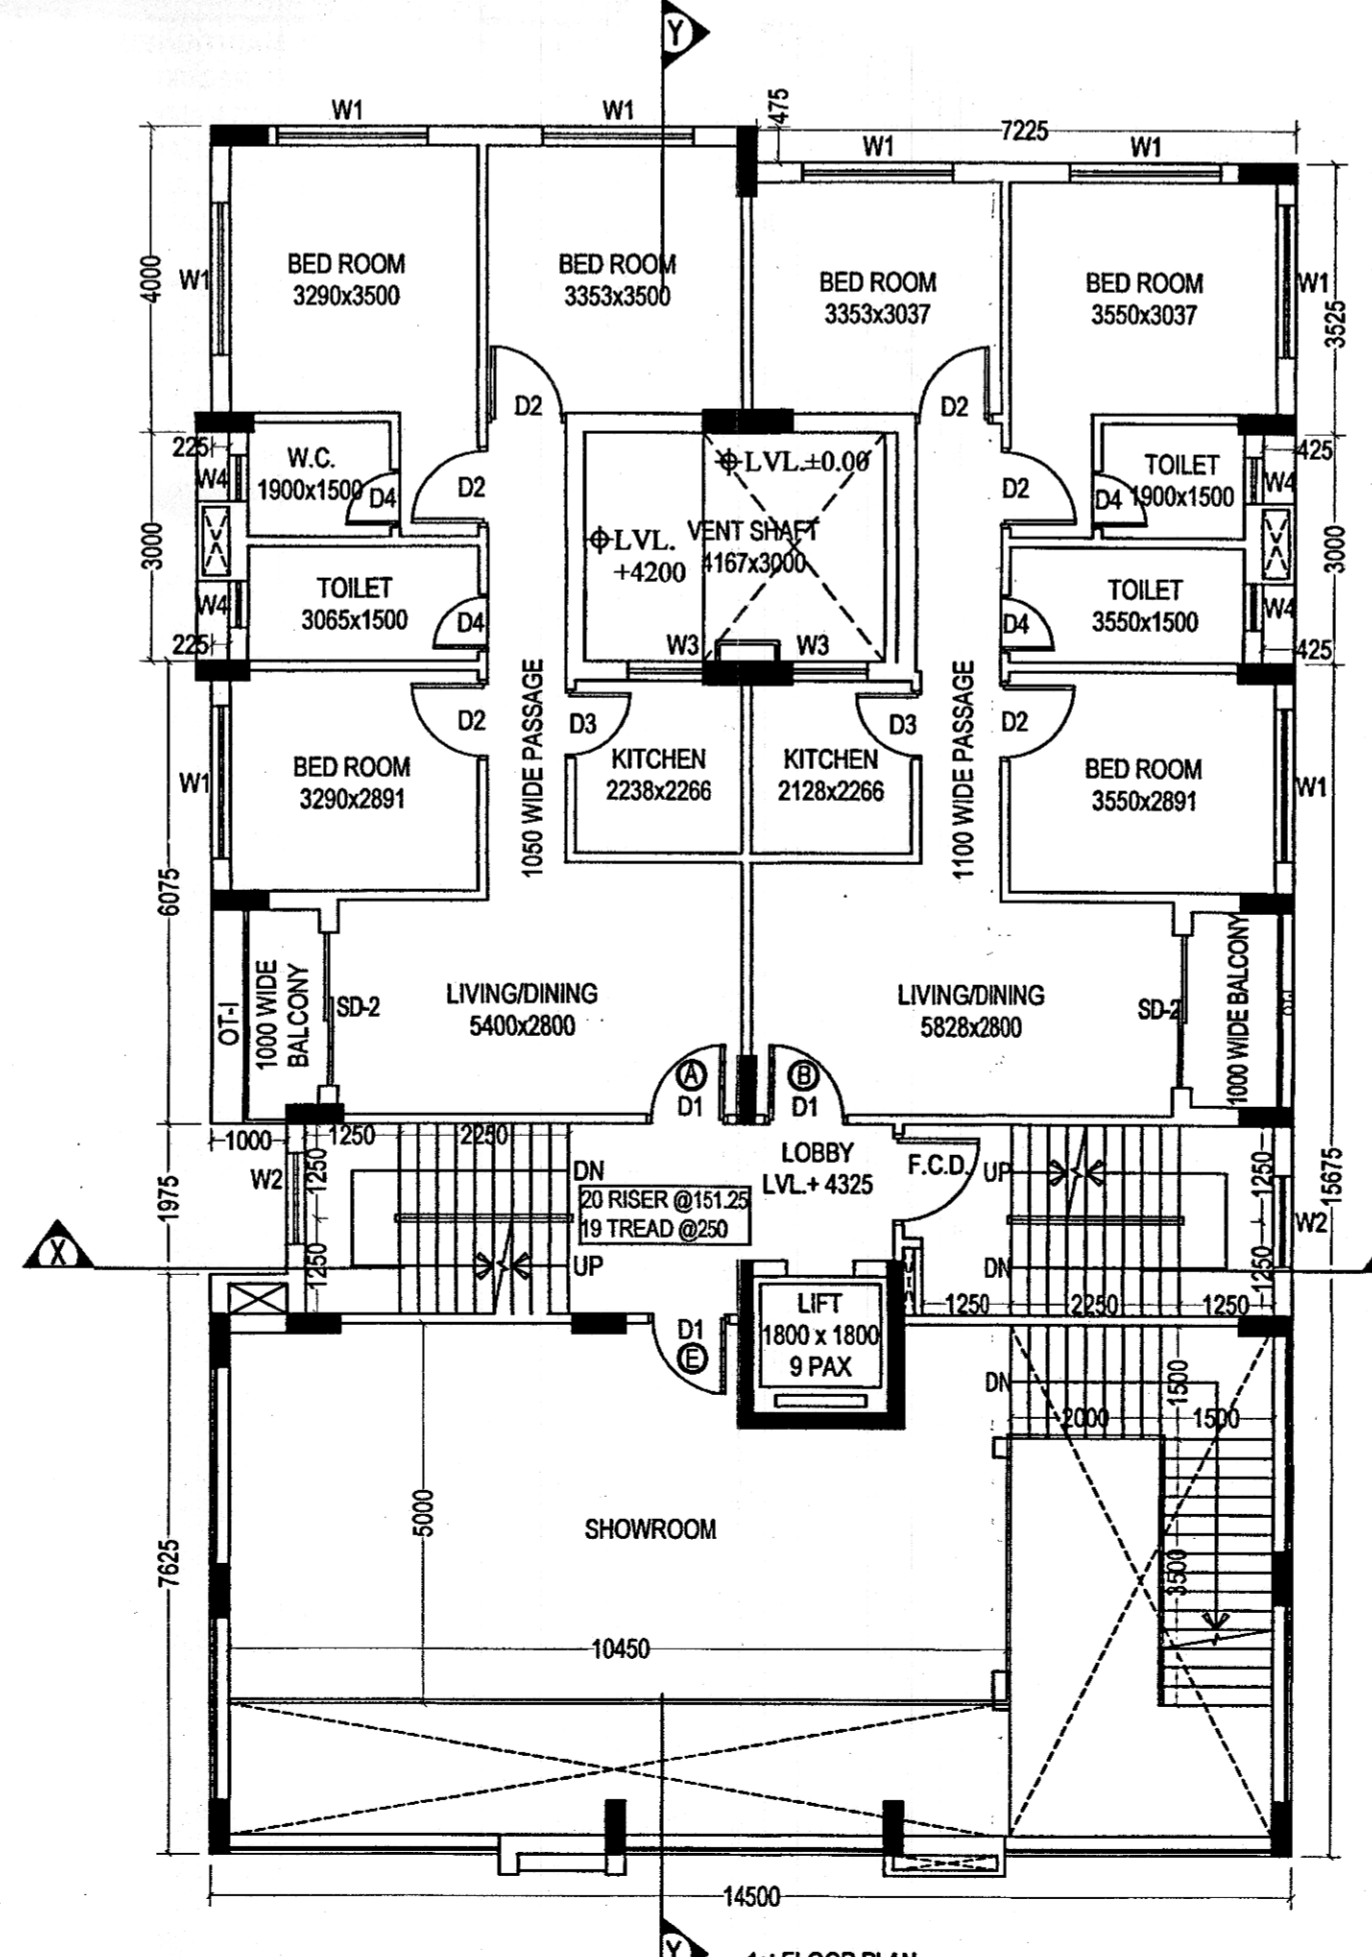 Y
W1
W1
475
7225
W1
W1
4000
W1
BED ROOM
3290x3500
BED ROOM
3353x3500
BED ROOM
3353x3037
BED ROOM
3550x3037
W1
3525
D2
D2
225
W4
W.C.
1900x1500
D4
D2
LVL.±0.00
VENT SHAFT
4167x3000
LVL.
+4200
D2
D4
TOILET
1900x1500
425
W4
3000
TOILET
3065x1500
D4
W4
225
W3
W3
D4
TOILET
3550x1500
W4
425
3000
W1
BED ROOM
3290x2891
D2
1050 WIDE PASSAGE
D3
KITCHEN
2238x2266
KITCHEN
2128x2266
D3
1100 WIDE PASSAGE
D2
BED ROOM
3550x2891
W1
6075
OT-I
1000 WIDE
BALCONY
SD-2
LIVING/DINING
5400x2800
LIVING/DINING
5828x2800
SD-2
1000 WIDE BALCONY
A
D1
B
D1
1000
1250
2250
1975
W2
1250
1250
DN
20 RISER @151.25
19 TREAD @250
UP
LOBBY
LVL.+ 4325
F.C.D.
UP
DN
1250
1250
W2
15675
X
1250
2250
1250
D1
E
LIFT
1800 x 1800
9 PAX
DN
1500
2000
1500
7625
5000
SHOWROOM
3500
10450
14500
Y
1st FLOOR PLAN